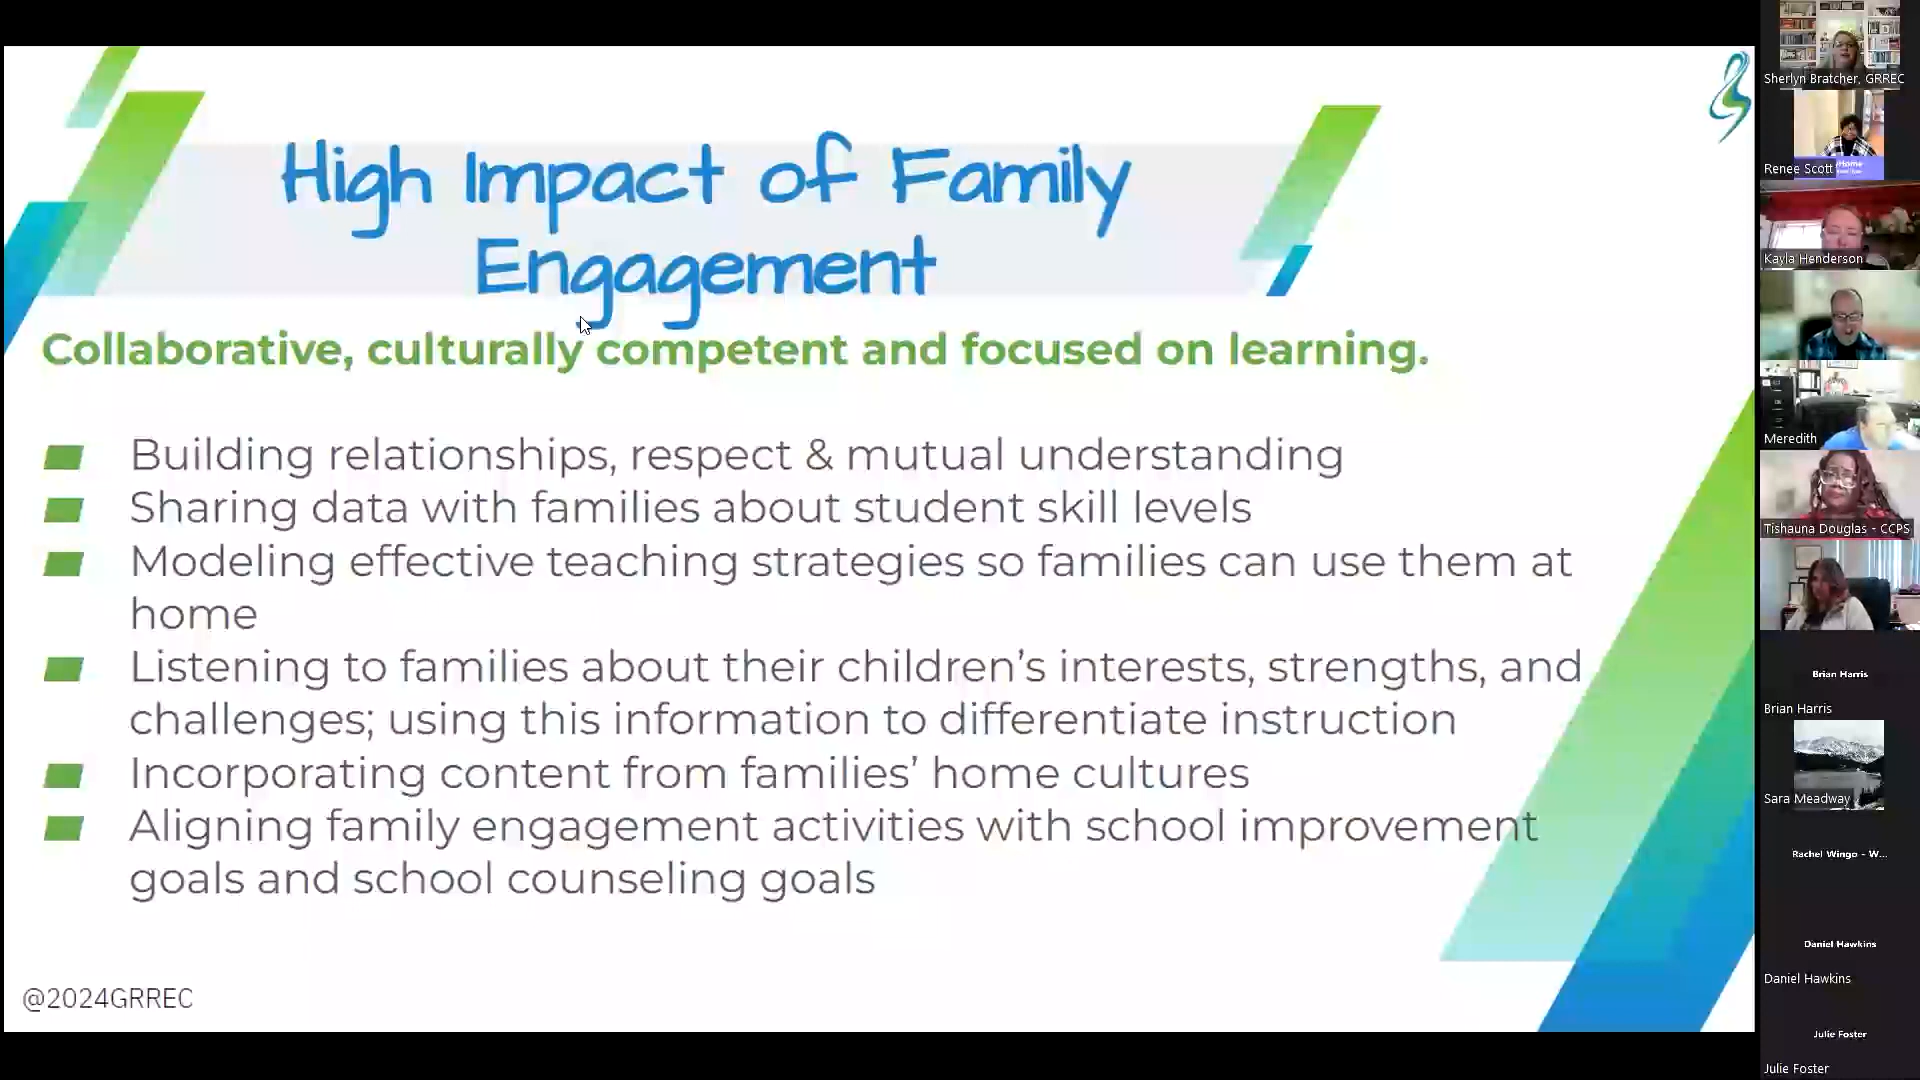 High Impact of Family
Engagement
Collaborative, culturally competent and focused on learning.
Building relationships, respect & mutual understanding
Sharing data with families about student skill levels
Modeling effective teaching strategies so families can use them at
home
Listening to families about their children’s interests, strengths, and
challenges; using this information to differentiate instruction
Incorporating content from families’ home cultures
Aligning family engagement activities with school improvement
goals and school counseling goals
@2024GRREC
Sherlyn Bratcher, GRREC
Renee Scott
Kayla Henderson
Meredith
Tishauna Douglas - CCPS
Brian Harris
Brian Harris
Sara Meadway
Rachel Wingo - W...
Daniel Hawkins
Daniel Hawkins
Julie Foster
Julie Foster